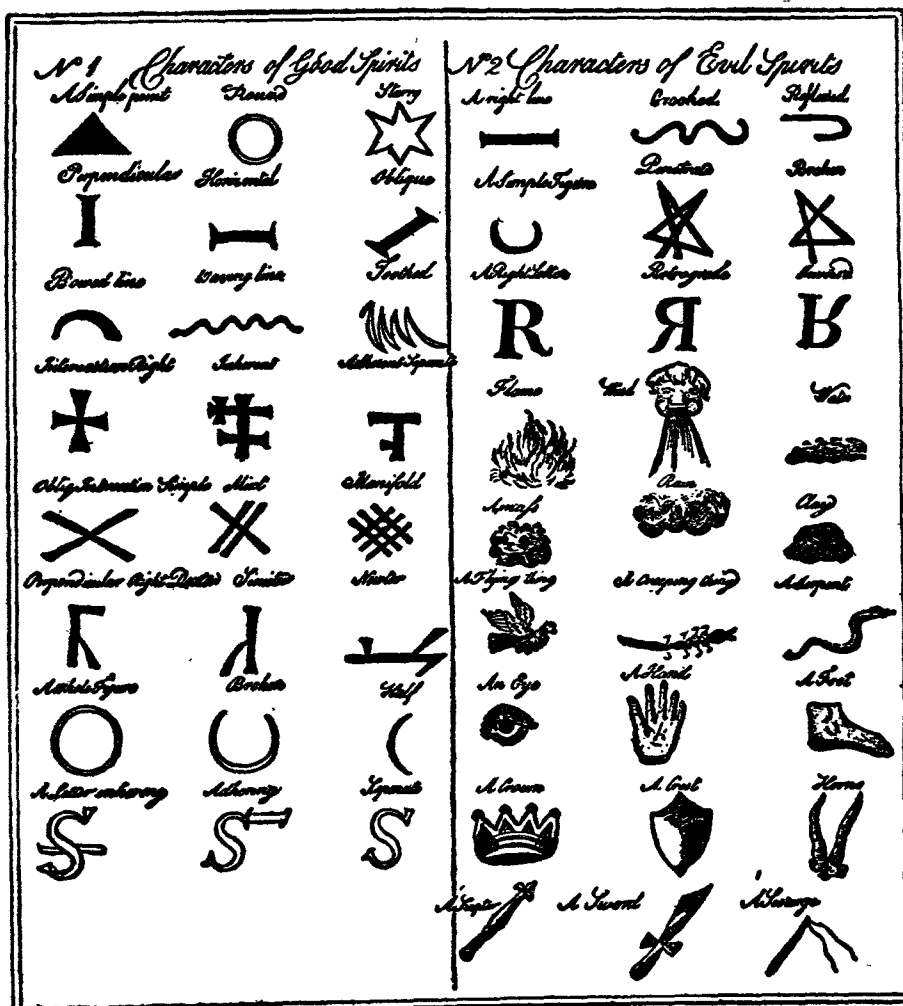 Nº 1 Characters of Good Spirits
A Simple point Round Starry
Perpendicular Horizontal Oblique
Bowed line Waving line Toothed
Intersection Right Inherent Adherent Separate
Obliq Intersection Simple Mixt Manifold
Perpendicular Right Dexter Sinister Neuter
A whole Figure Broken Half
A Letter inhering Adhering Separate
S S S
Nº 2 Characters of Evil Spirits
A right line Crooked Reflexed
A Simple Figure Penetrate Broken
A Right Letter Retrograde Inversed
R R R
Flame Wind Water
A mass Rain Clay
A Flying thing A Creeping thing A Serpent
An Eye A Hand A Foot
A Crown A Crest Horns
A Scepter A Sword A Scourge